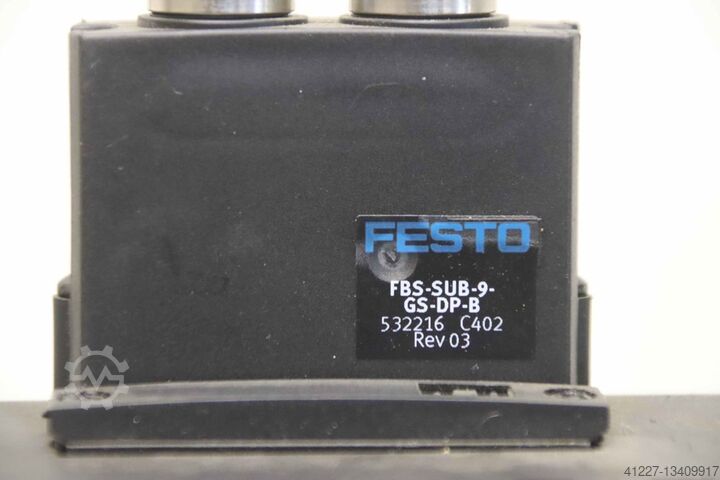 FESTO
FBS-SUB-9-
GS-DP-B
532216 C402
Rev 03
41227-13409917